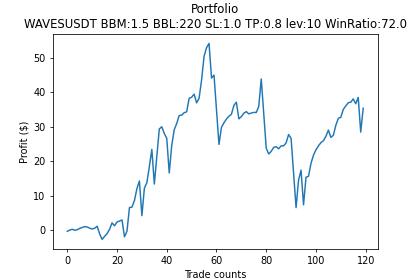 Portfolio
WAVESUSDT BBM:1.5 BBL:220 SL:1.0 TP:0.8 lev:10 WinRatio:72.0
Profit ($)
50
40
30
20
10
0
0 20 40 60 80 100 120
Trade counts